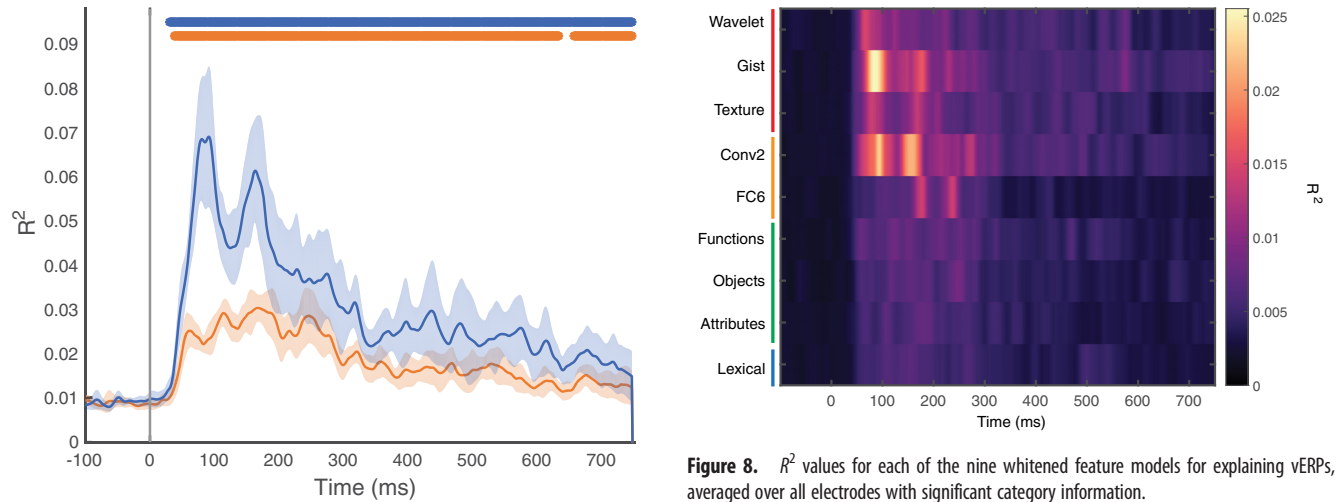 0.09
0.08
0.07
0.06
0.05
0.04
0.03
0.02
0.01
0
R²
-100 0 100 200 300 400 500 600 700
Time (ms)
Wavelet
Gist
Texture
Conv2
FC6
Functions
Objects
Attributes
Lexical
0 100 200 300 400 500 600 700
Time (ms)
0.025
0.02
0.015
0.01
0.005
0
R²
Figure 8. R² values for each of the nine whitened feature models for explaining vERPs,
averaged over all electrodes with significant category information.